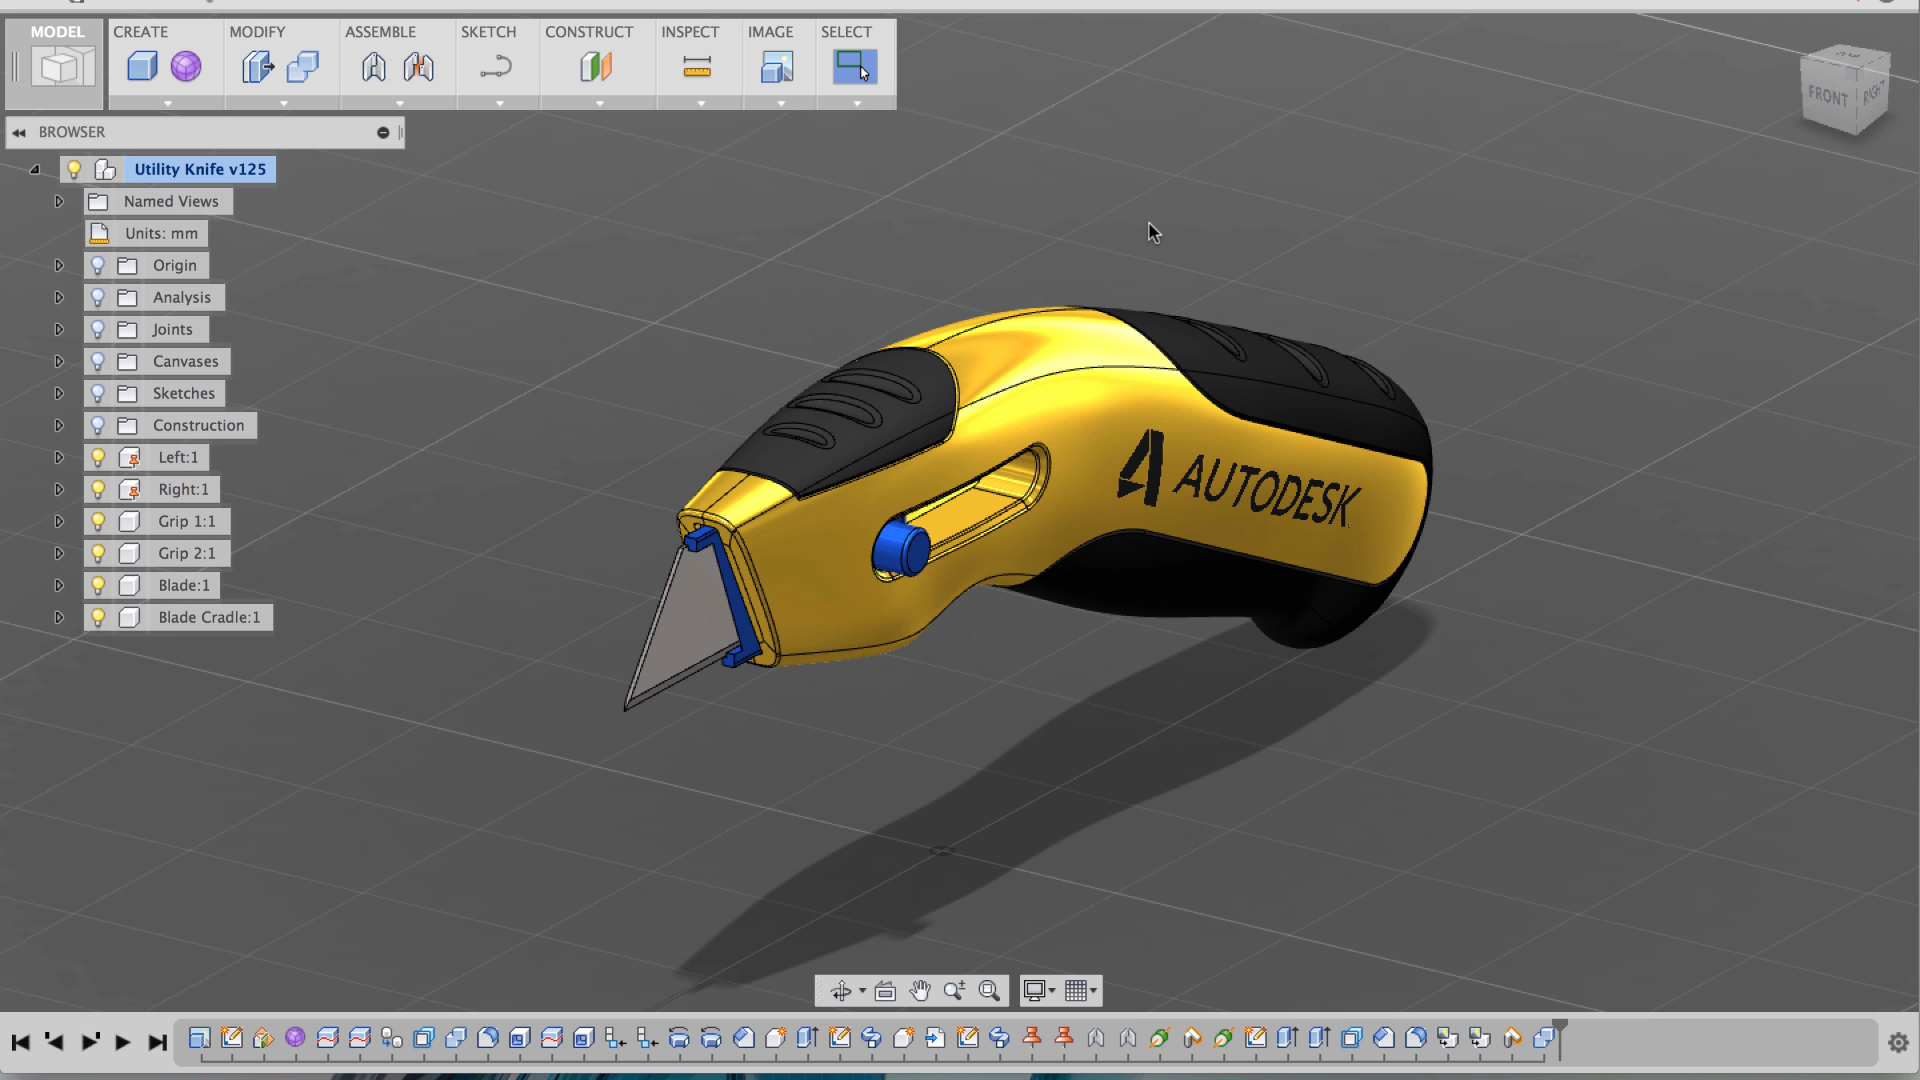 MODEL CREATE MODIFY ASSEMBLE SKETCH CONSTRUCT INSPECT IMAGE SELECT
BROWSER
Utility Knife v125
Named Views
Units: mm
Origin
Analysis
Joints
Canvases
Sketches
Construction
Left:1
Right:1
Grip 1:1
Grip 2:1
Blade:1
Blade Cradle:1
FRONT RIGHT
AUTODESK